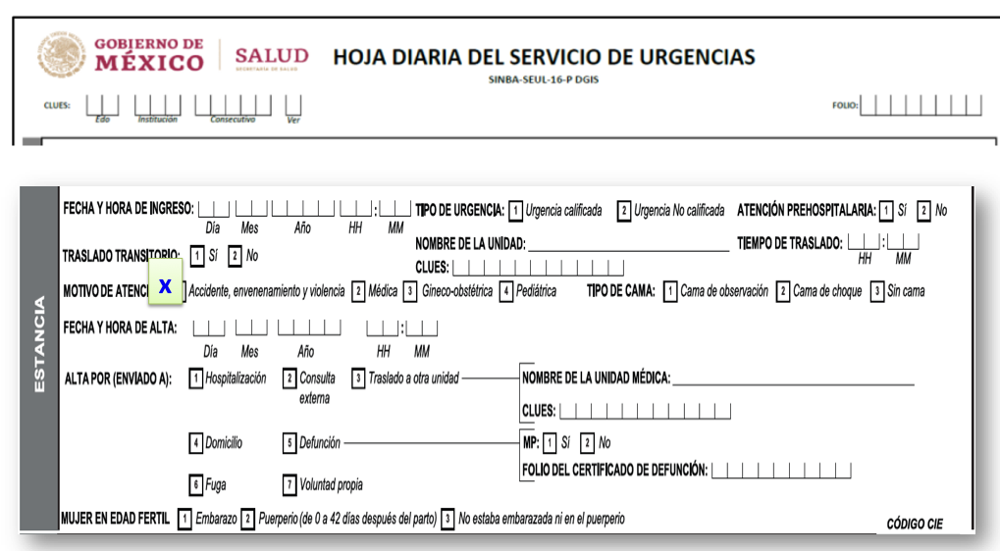 GOBIERNO DE MÉXICO
SALUD
SECRETARÍA DE SALUD
HOJA DIARIA DEL SERVICIO DE URGENCIAS
SINBA-SEUL-16-P DGIS
CLUES:
Edo Institución Consecutivo Ver
FOLIO:
ESTANCIA
FECHA Y HORA DE INGRESO: : TIPO DE URGENCIA: 1 Urgencia calificada 2 Urgencia No calificada ATENCIÓN PREHOSPITALARIA: 1 Sí 2 No
Día Mes Año HH MM
NOMBRE DE LA UNIDAD: TIEMPO DE TRASLADO: :
HH MM
TRASLADO TRANSITORIO: 1 Sí 2 No
CLUES:
MOTIVO DE ATENCI X Accidente, envenenamiento y violencia 2 Médica 3 Gineco-obstétrica 4 Pediátrica TIPO DE CAMA: 1 Cama de observación 2 Cama de choque 3 Sin cama
FECHA Y HORA DE ALTA: :
Día Mes Año HH MM
ALTA POR (ENVIADO A): 1 Hospitalización 2 Consulta externa 3 Traslado a otra unidad NOMBRE DE LA UNIDAD MÉDICA:
CLUES:
4 Domicilio 5 Defunción MP: 1 Sí 2 No
FOLIO DEL CERTIFICADO DE DEFUNCIÓN:
6 Fuga 7 Voluntad propia
MUJER EN EDAD FERTIL 1 Embarazo 2 Puerperio (de 0 a 42 días después del parto) 3 No estaba embarazada ni en el puerperio
CÓDIGO CIE